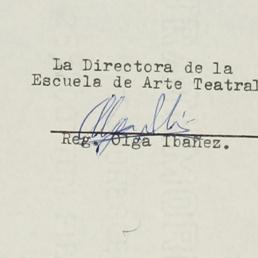 La Directora de la
Escuela de Arte Teatral
Reg. Olga Ibañez.